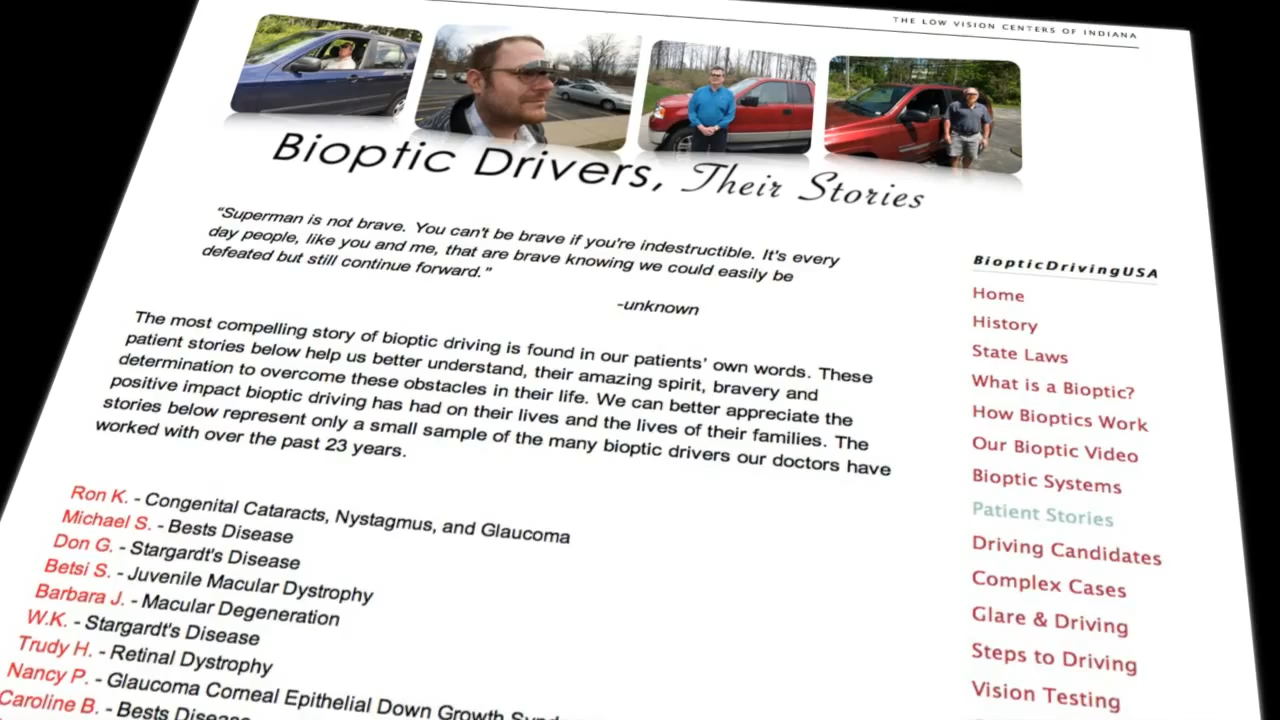 THE LOW VISION CENTERS OF INDIANA
Bioptic Drivers, Their Stories
“Superman is not brave. You can't be brave if you're indestructible. It's every
day people, like you and me, that are brave knowing we could easily be
defeated but still continue forward.”
-unknown
The most compelling story of bioptic driving is found in our patients’ own words. These
patient stories below help us better understand, their amazing spirit, bravery and
determination to overcome these obstacles in their life. We can better appreciate the
positive impact bioptic driving has had on their lives and the lives of their families. The
stories below represent only a small sample of the many bioptic drivers our doctors have
worked with over the past 23 years.
Ron K. - Congenital Cataracts, Nystagmus, and Glaucoma
Michael S. - Bests Disease
Don G. - Stargardt's Disease
Betsi S. - Juvenile Macular Dystrophy
Barbara J. - Macular Degeneration
W.K. - Stargardt's Disease
Trudy H. - Retinal Dystrophy
Nancy P. - Glaucoma Corneal Epithelial Down Growth
Caroline B. - Bests Disease
BiopticDrivingUSA
Home
History
State Laws
What is a Bioptic?
How Bioptics Work
Our Bioptic Video
Bioptic Systems
Patient Stories
Driving Candidates
Complex Cases
Glare & Driving
Steps to Driving
Vision Testing